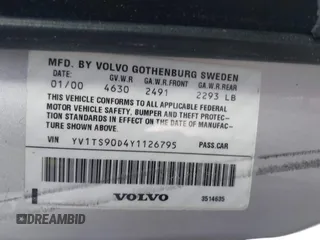 MFD. BY VOLVO GOTHENBURG SWEDEN
DATE: G.V.W.R GA.W.R.FRONT GA.W.R.REAR
01/00 4630 2491 2293 LB
THIS VEHICLE CONFORMS TO ALL APPLICABLE FEDERAL
MOTOR VEHICLE SAFETY, BUMPER AND THEFT PREVEN-
TION STANDARDS IN EFFECT ON THE DATE OF MANUFAC-
TURE SHOWN ABOVE.
VIN YV1TS90D4Y1126795 PASS.CAR
VOLVO
3514635
DREAMBID